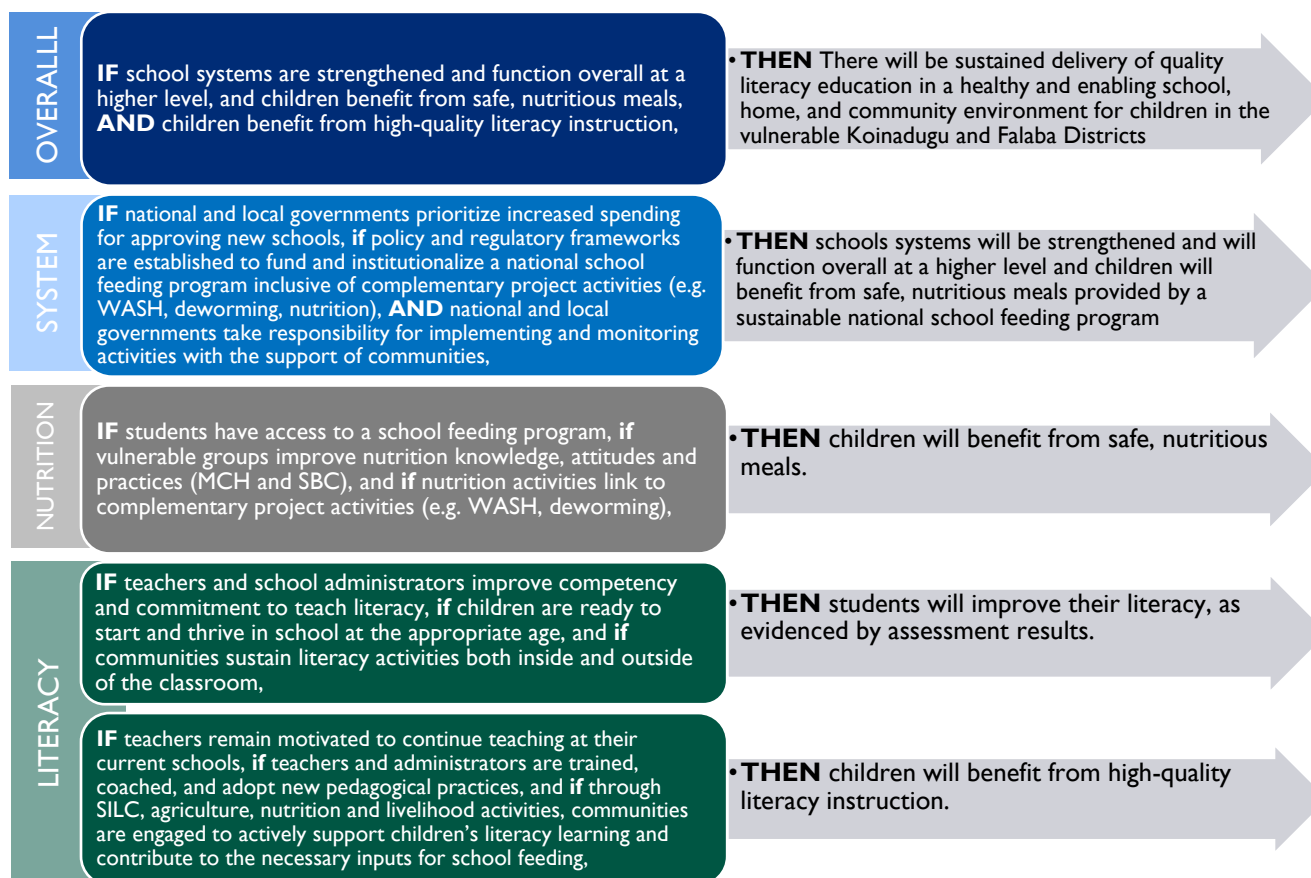 OVERALLL
IF school systems are strengthened and function overall at a
higher level, and children benefit from safe, nutritious meals,
AND children benefit from high-quality literacy instruction,
• THEN There will be sustained delivery of quality
literacy education in a healthy and enabling school,
home, and community environment for children in the
vulnerable Koinadugu and Falaba Districts
SYSTEM
IF national and local governments prioritize increased spending
for approving new schools, if policy and regulatory frameworks
are established to fund and institutionalize a national school
feeding program inclusive of complementary project activities (e.g.
WASH, deworming, nutrition), AND national and local
governments take responsibility for implementing and monitoring
activities with the support of communities,
• THEN schools systems will be strengthened and will
function overall at a higher level and children will
benefit from safe, nutritious meals provided by a
sustainable national school feeding program
NUTRITION
IF students have access to a school feeding program, if
vulnerable groups improve nutrition knowledge, attitudes and
practices (MCH and SBC), and if nutrition activities link to
complementary project activities (e.g. WASH, deworming),
• THEN children will benefit from safe, nutritious
meals.
LITERACY
IF teachers and school administrators improve competency
and commitment to teach literacy, if children are ready to
start and thrive in school at the appropriate age, and if
communities sustain literacy activities both inside and outside
of the classroom,
• THEN students will improve their literacy, as
evidenced by assessment results.
IF teachers remain motivated to continue teaching at their
current schools, if teachers and administrators are trained,
coached, and adopt new pedagogical practices, and if through
SILC, agriculture, nutrition and livelihood activities, communities
are engaged to actively support children's literacy learning and
contribute to the necessary inputs for school feeding,
• THEN children will benefit from high-quality
literacy instruction.